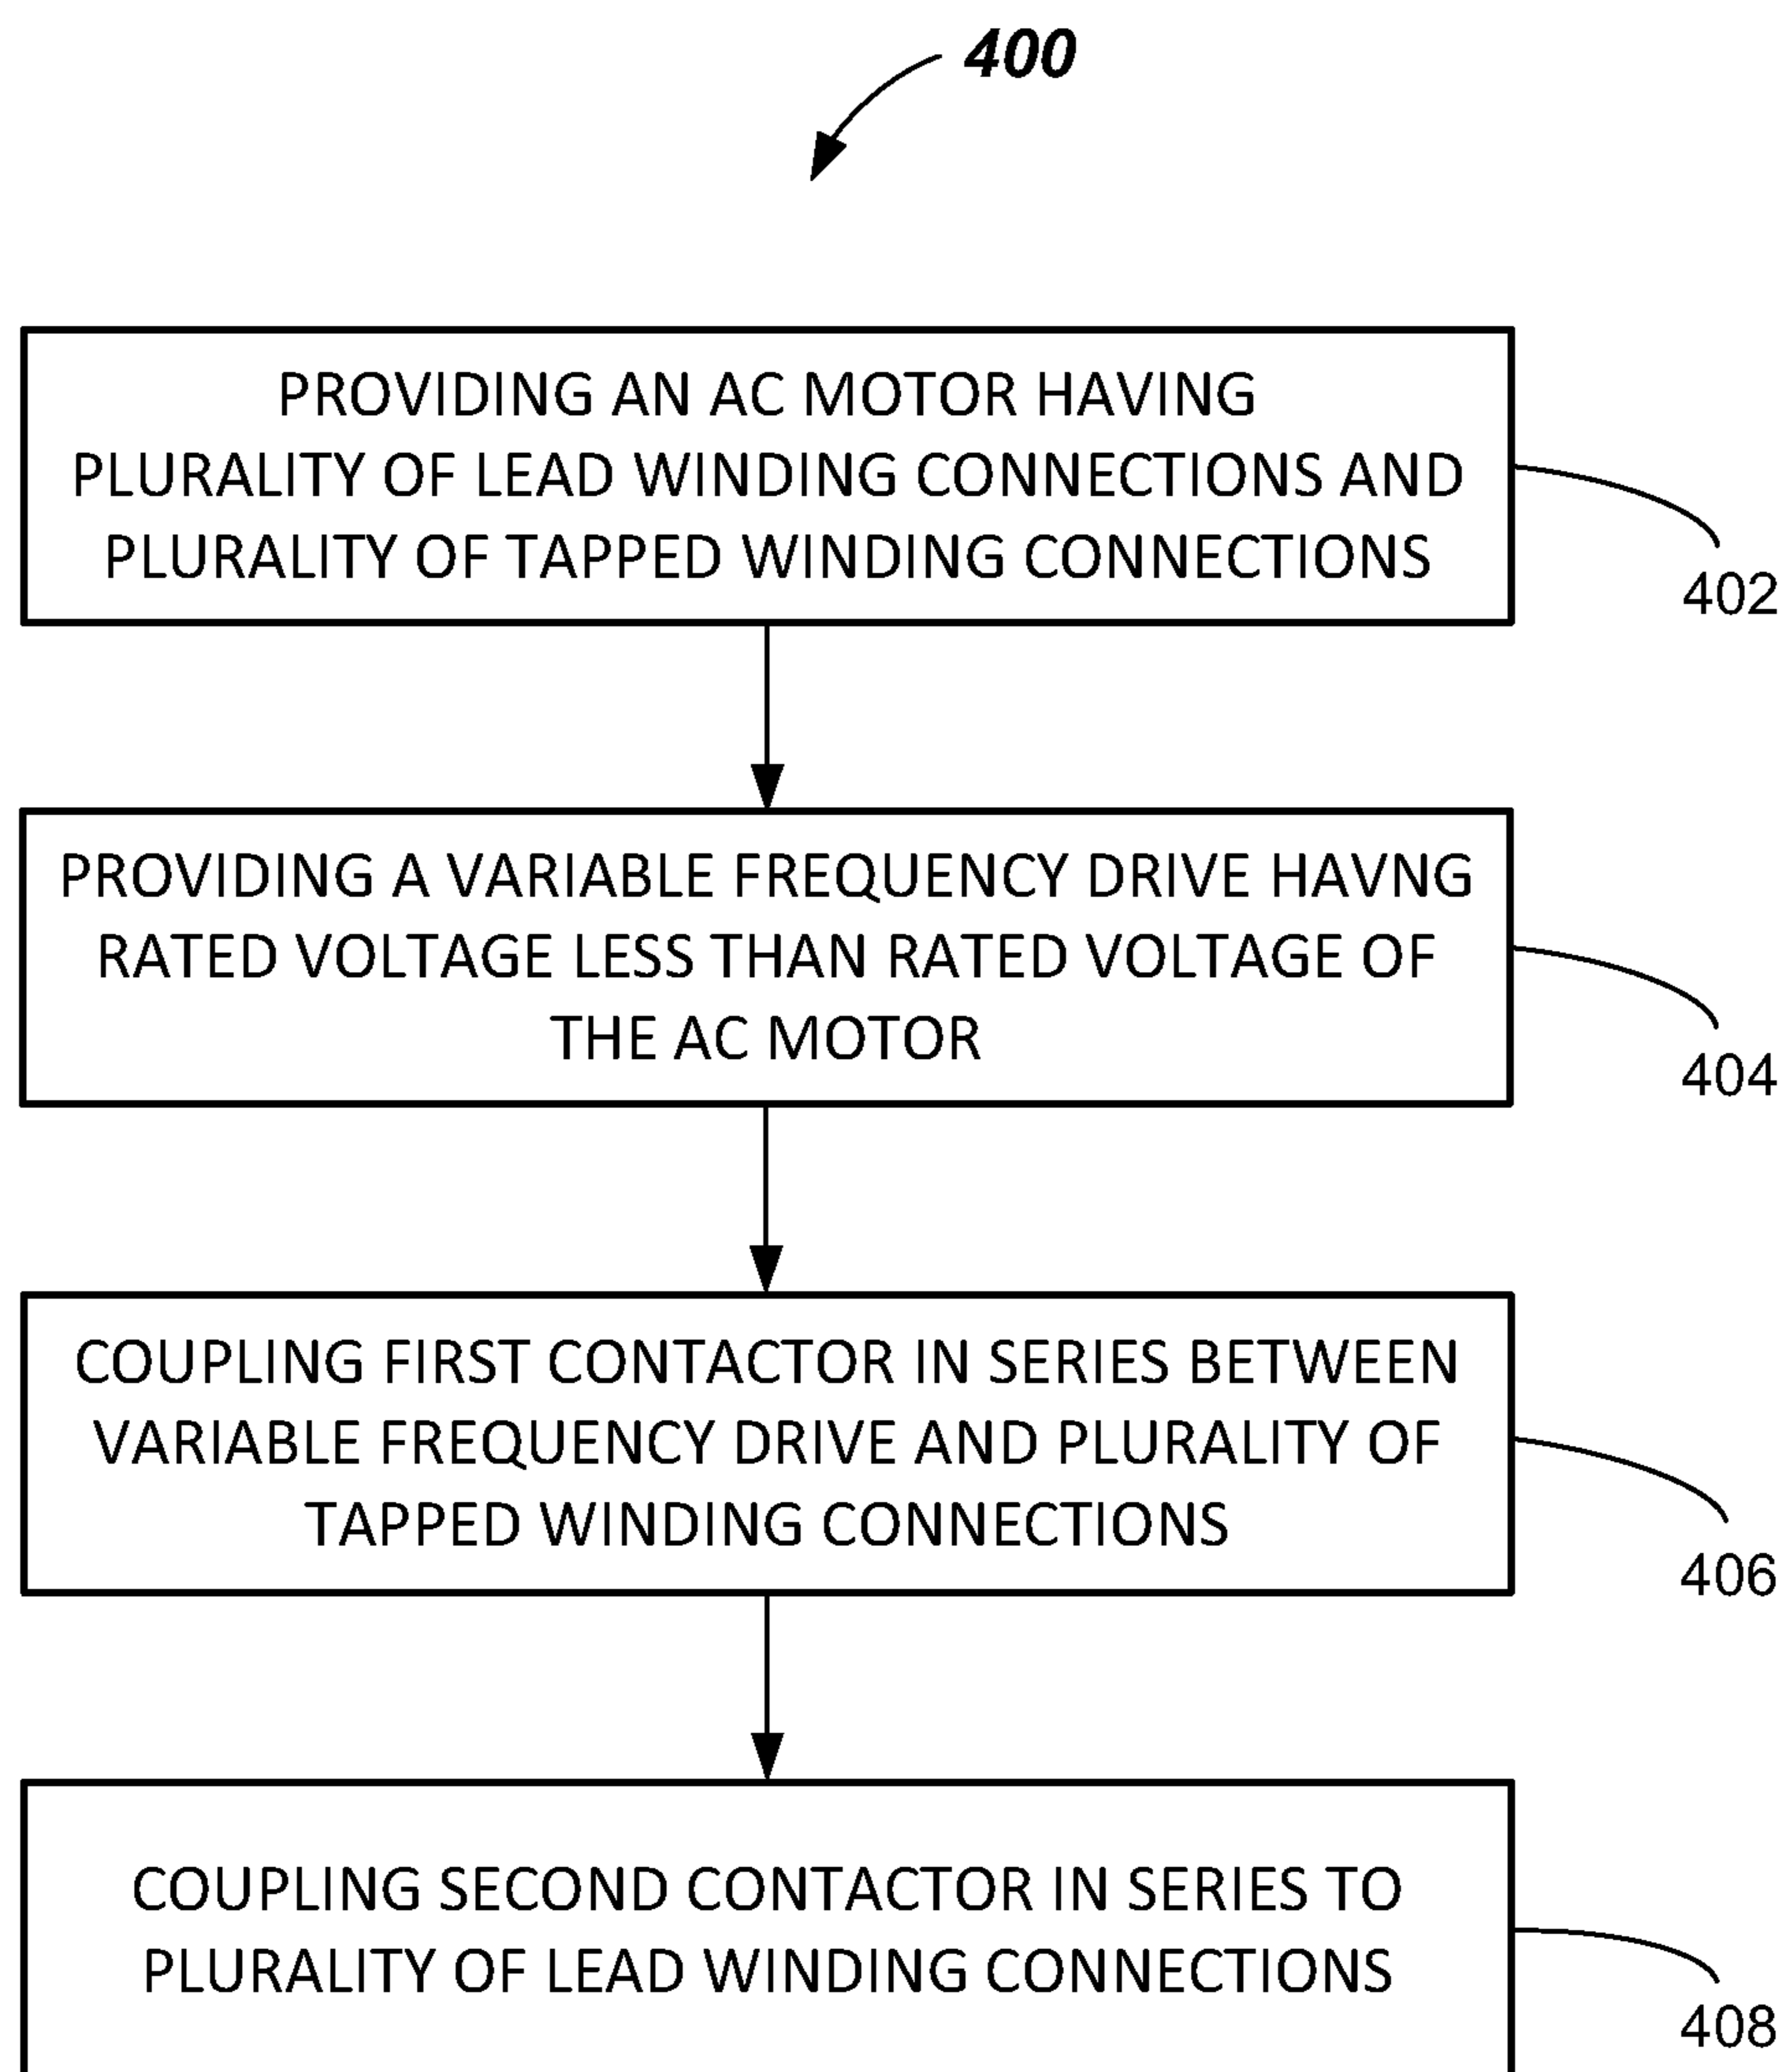 400
PROVIDING AN AC MOTOR HAVING
PLURALITY OF LEAD WINDING CONNECTIONS AND
PLURALITY OF TAPPED WINDING CONNECTIONS
402
PROVIDING A VARIABLE FREQUENCY DRIVE HAVNG
RATED VOLTAGE LESS THAN RATED VOLTAGE OF
THE AC MOTOR
404
COUPLING FIRST CONTACTOR IN SERIES BETWEEN
VARIABLE FREQUENCY DRIVE AND PLURALITY OF
TAPPED WINDING CONNECTIONS
406
COUPLING SECOND CONTACTOR IN SERIES TO
PLURALITY OF LEAD WINDING CONNECTIONS
408